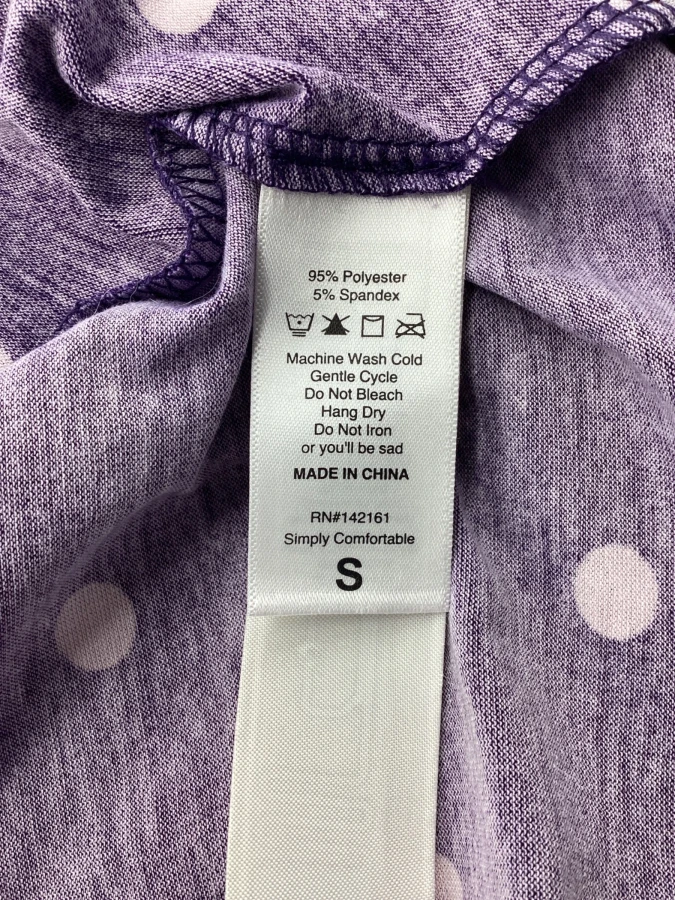 95% Polyester
5% Spandex
Machine Wash Cold
Gentle Cycle
Do Not Bleach
Hang Dry
Do Not Iron
or you'll be sad
MADE IN CHINA
RN#142161
Simply Comfortable
S